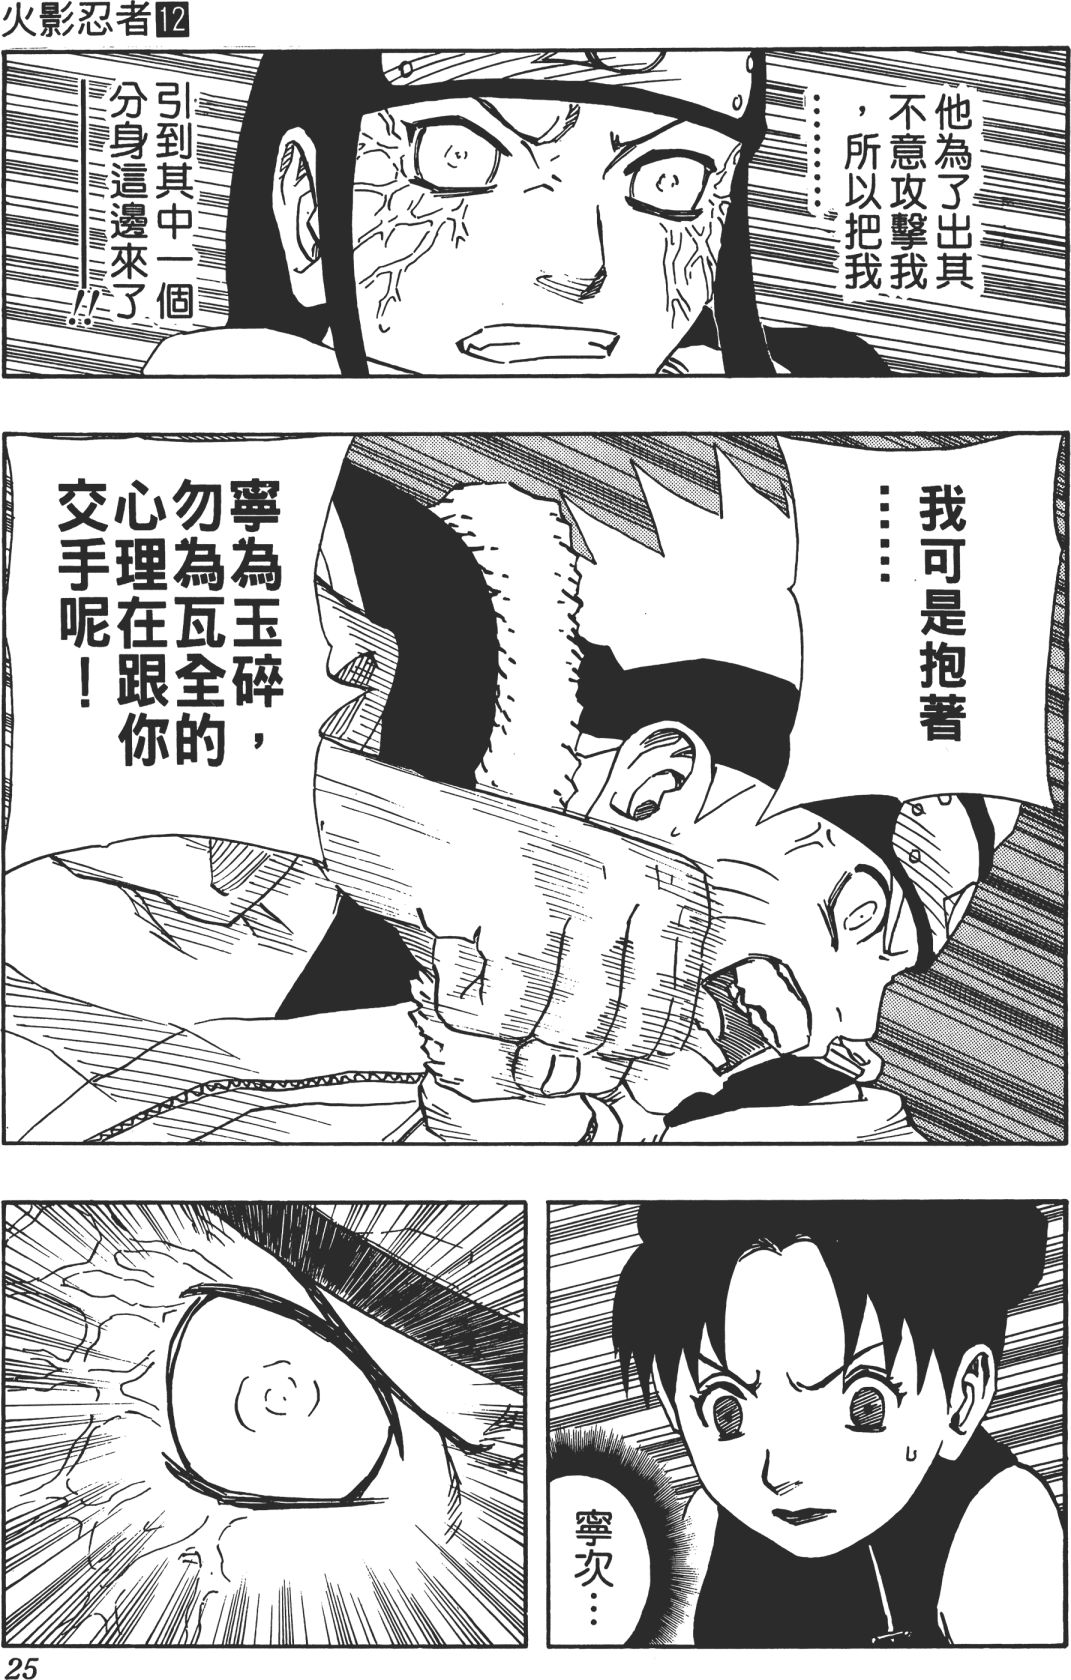 火影忍者12
他為了出其
不意攻擊我
，所以把我
………
引到其中一個
分身這邊來了
——!!
我可是抱著
……
寧為玉碎，
勿為瓦全的
心理在跟你
交手呢！
寧次…
25